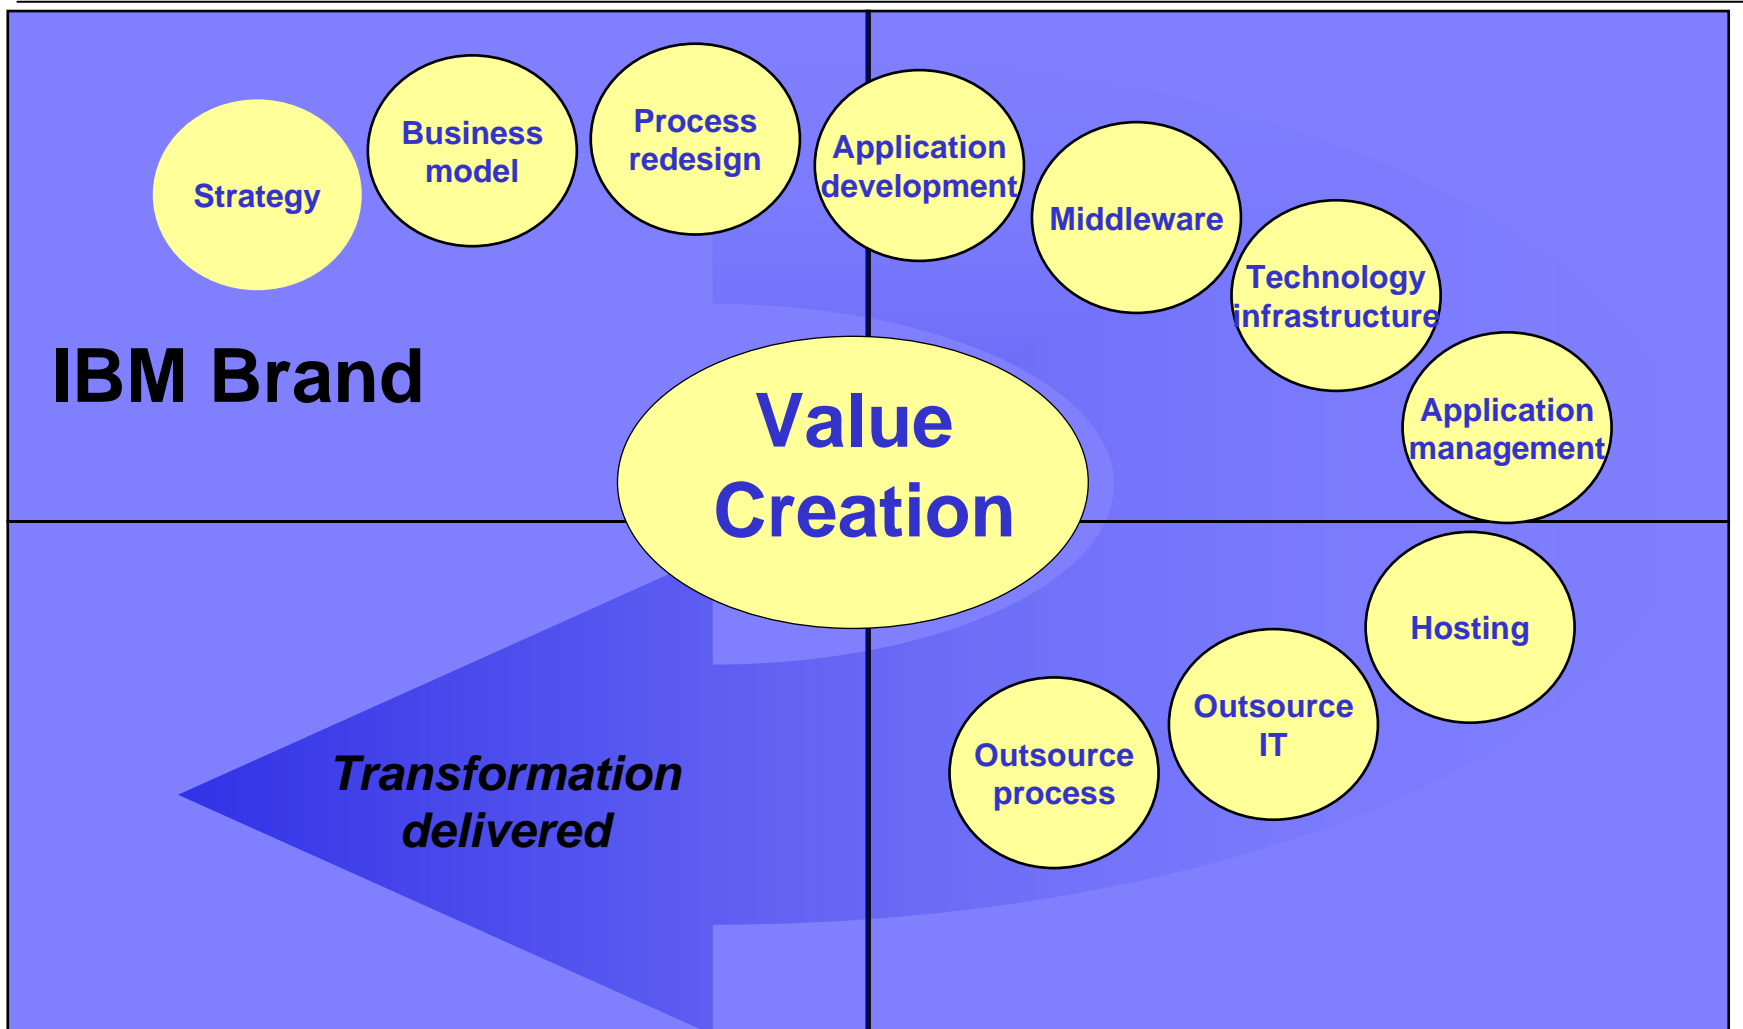 Strategy
Business
model
Process
redesign
Application
development
Middleware
Technology
infrastructure
Application
management
IBM Brand
Value
Creation
Hosting
Outsource
IT
Outsource
process
Transformation
delivered